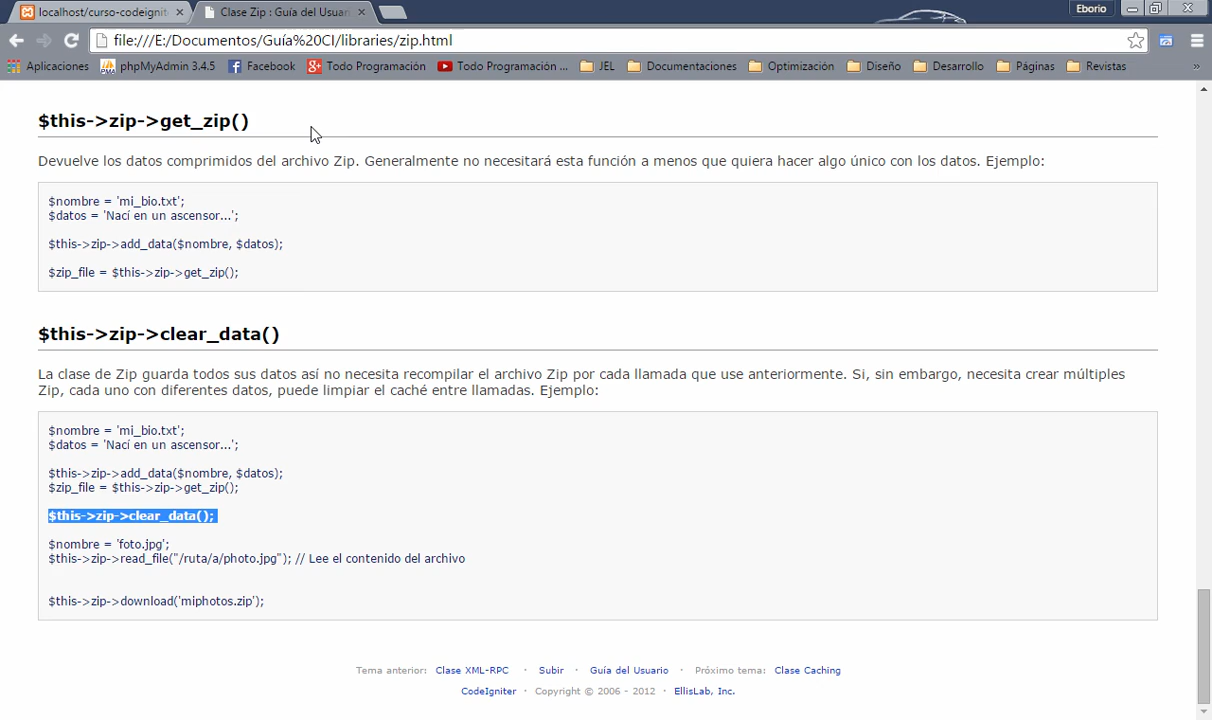 localhost/curso-codeignit
Clase Zip : Guía del Usuari
Eborio
file:///E:/Documentos/Guía%20CI/libraries/zip.html
Aplicaciones
phpMyAdmin 3.4.5
Facebook
Todo Programación
Todo Programación ...
JEL
Documentaciones
Optimización
Diseño
Desarrollo
Páginas
Revistas
»
$this->zip->get_zip()
Devuelve los datos comprimidos del archivo Zip. Generalmente no necesitará esta función a menos que quiera hacer algo único con los datos. Ejemplo:
$nombre = 'mi_bio.txt';
$datos = 'Nací en un ascensor...';
$this->zip->add_data($nombre, $datos);
$zip_file = $this->zip->get_zip();
$this->zip->clear_data()
La clase de Zip guarda todos sus datos así no necesita recompilar el archivo Zip por cada llamada que use anteriormente. Si, sin embargo, necesita crear múltiples
Zip, cada uno con diferentes datos, puede limpiar el caché entre llamadas. Ejemplo:
$nombre = 'mi_bio.txt';
$datos = 'Nací en un ascensor...';
$this->zip->add_data($nombre, $datos);
$zip_file = $this->zip->get_zip();
$this->zip->clear_data();
$nombre = 'foto.jpg';
$this->zip->read_file("/ruta/a/photo.jpg"); // Lee el contenido del archivo
$this->zip->download('miphotos.zip');
Tema anterior: Clase XML-RPC · Subir · Guía del Usuario · Próximo tema: Clase Caching
CodeIgniter · Copyright © 2006 - 2012 · EllisLab, Inc.